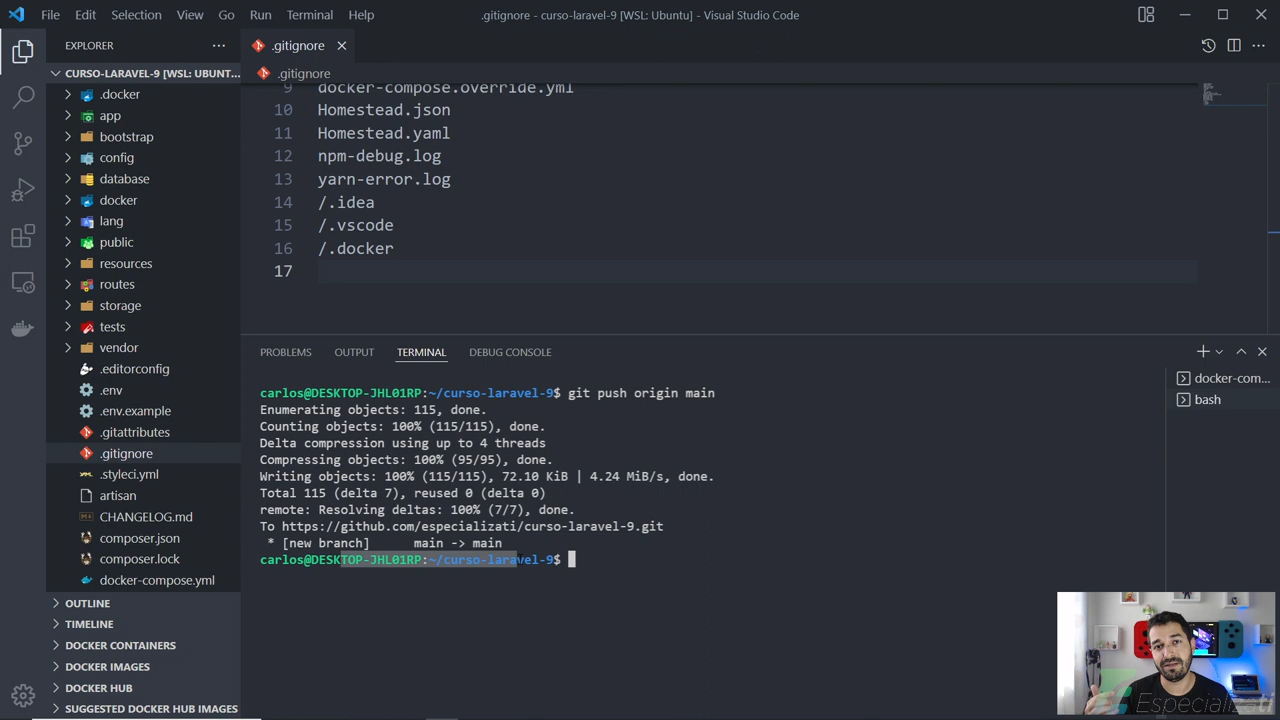 File Edit Selection View Go Run Terminal Help
.gitignore - curso-laravel-9 [WSL: Ubuntu] - Visual Studio Code
EXPLORER
.gitignore
CURSO-LARAVEL-9 [WSL: UBUNT...
.gitignore
.docker
app
bootstrap
config
database
docker
lang
public
resources
routes
storage
tests
vendor
.editorconfig
.env
.env.example
.gitattributes
.gitignore
.styleci.yml
artisan
CHANGELOG.md
composer.json
composer.lock
docker-compose.yml
OUTLINE
TIMELINE
DOCKER CONTAINERS
DOCKER IMAGES
DOCKER HUB
SUGGESTED DOCKER HUB IMAGES
9 docker-compose.override.yml
10 Homestead.json
11 Homestead.yaml
12 npm-debug.log
13 yarn-error.log
14 /.idea
15 /.vscode
16 /.docker
17
PROBLEMS OUTPUT TERMINAL DEBUG CONSOLE
carlos@DESKTOP-JHL01RP:~/curso-laravel-9$ git push origin main
Enumerating objects: 115, done.
Counting objects: 100% (115/115), done.
Delta compression using up to 4 threads
Compressing objects: 100% (95/95), done.
Writing objects: 100% (115/115), 72.10 KiB | 4.24 MiB/s, done.
Total 115 (delta 7), reused 0 (delta 0)
remote: Resolving deltas: 100% (7/7), done.
To https://github.com/especializati/curso-laravel-9.git
* [new branch] main -> main
carlos@DESKTOP-JHL01RP:~/curso-laravel-9$
docker-com...
bash
Especializati